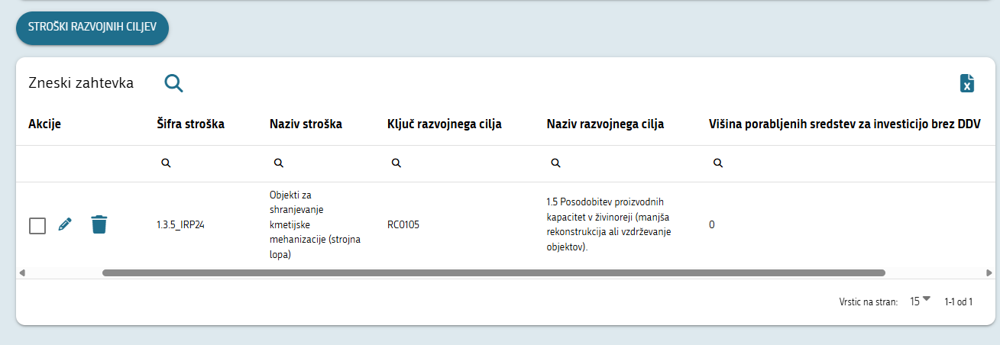 STROŠKI RAZVOJNIH CILJEV
Zneski zahtevka
Akcije Šifra stroška Naziv stroška Ključ razvojnega cilja Naziv razvojnega cilja Višina porabljenih sredstev za investicijo brez DDV
1.3.5_IRP24
Objekti za
shranjevanje
kmetijske
mehanizacije (strojna
lopa)
RC0105
1.5 Posodobitev proizvodnih
kapacitet v živinoreji (manjša
rekonstrukcija ali vzdrževanje
objektov).
0
Vrstic na stran: 15 1-1 od 1